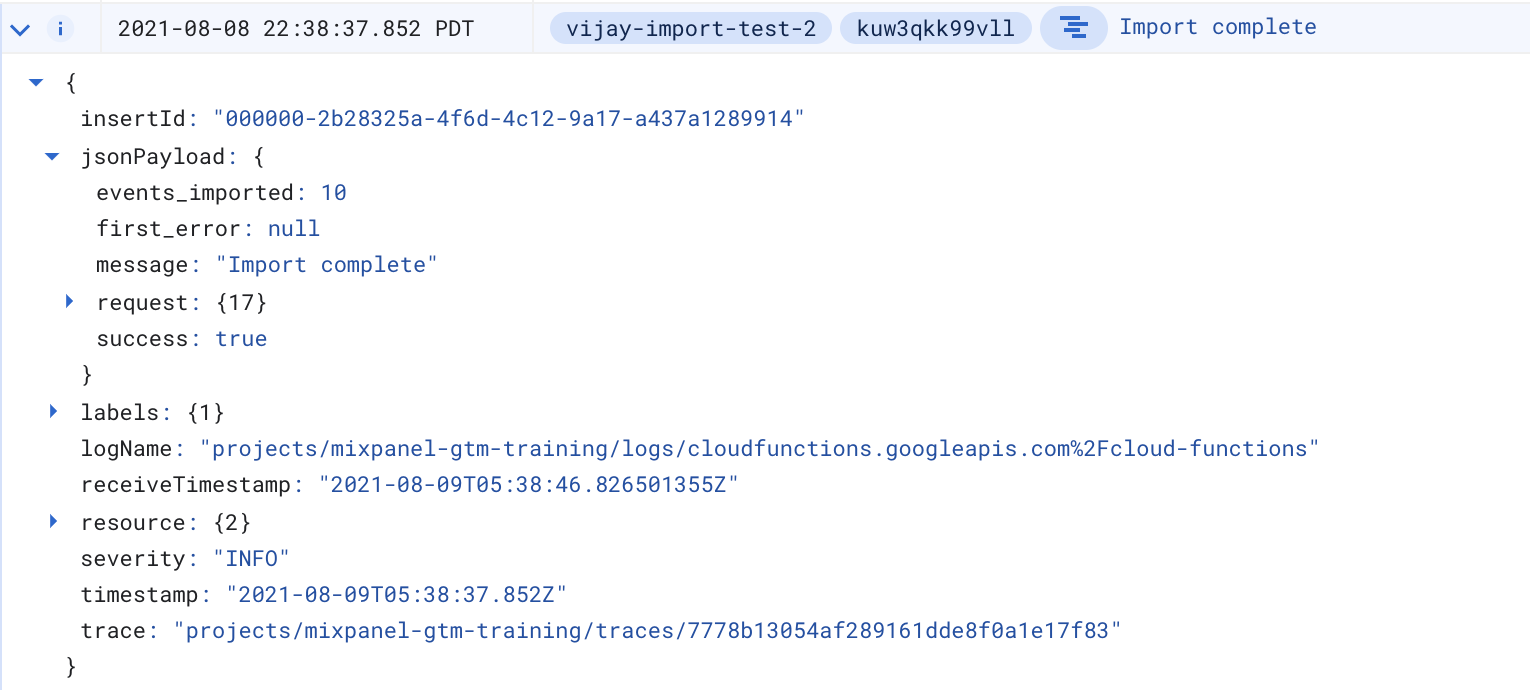 i 2021-08-08 22:38:37.852 PDT vijay-import-test-2 kuw3qkk99vll Import complete
{
insertId: "000000-2b28325a-4f6d-4c12-9a17-a437a1289914"
jsonPayload: {
events_imported: 10
first_error: null
message: "Import complete"
request: {17}
success: true
}
labels: {1}
logName: "projects/mixpanel-gtm-training/logs/cloudfunctions.googleapis.com%2Fcloud-functions"
receiveTimestamp: "2021-08-09T05:38:46.826501355Z"
resource: {2}
severity: "INFO"
timestamp: "2021-08-09T05:38:37.852Z"
trace: "projects/mixpanel-gtm-training/traces/7778b13054af289161dde8f0a1e17f83"
}